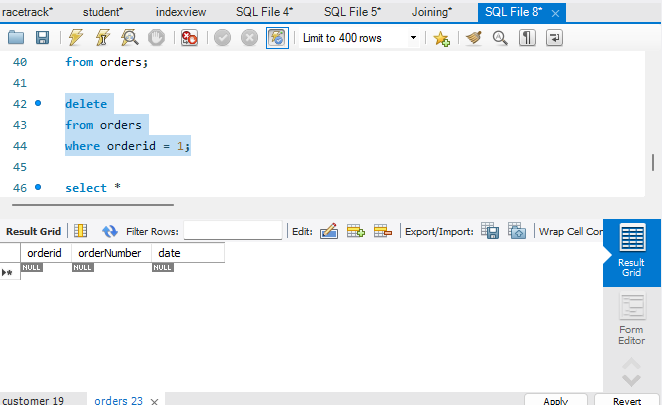 racetrack* student* indexview SQL File 4* SQL File 5* Joining* SQL File 8*
Limit to 400 rows
40 from orders;
41
42 delete
43 from orders
44 where orderid = 1;
45
46 select *
Result Grid Filter Rows: Edit: Export/Import: Wrap Cell Cor
orderid orderNumber date
NULL NULL NULL
Result
Grid
Form
Editor
customer 19 orders 23 Apply Revert